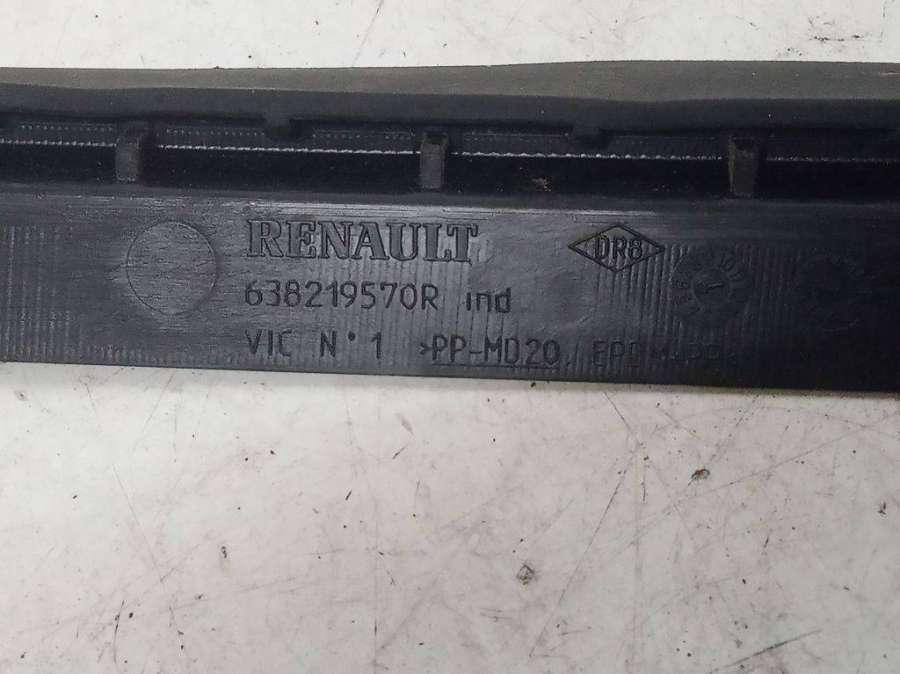 RENAULT
DR8
638219570R ind
VIC N°1 >PP-MD20